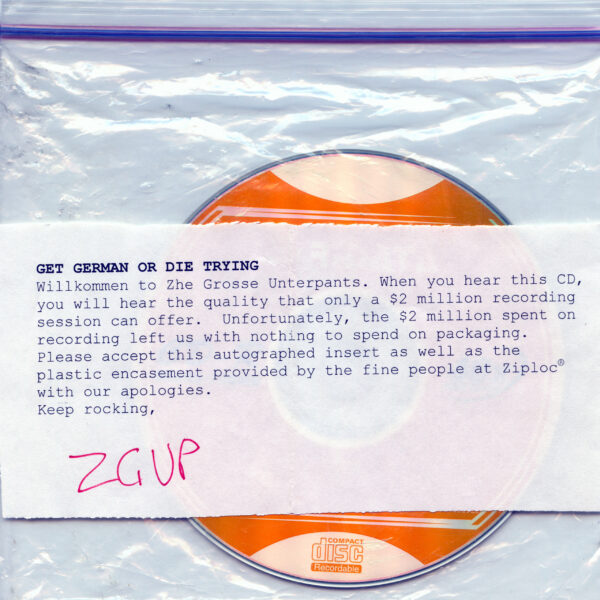 GET GERMAN OR DIE TRYING
Willkommen to Zhe Grosse Unterpants. When you hear this CD,
you will hear the quality that only a $2 million recording
session can offer.  Unfortunately, the $2 million spent on
recording left us with nothing to spend on packaging.
Please accept this autographed insert as well as the
plastic encasement provided by the fine people at Ziploc®
with our apologies.
Keep rocking,
ZGUP
COMPACT
disc
Recordable